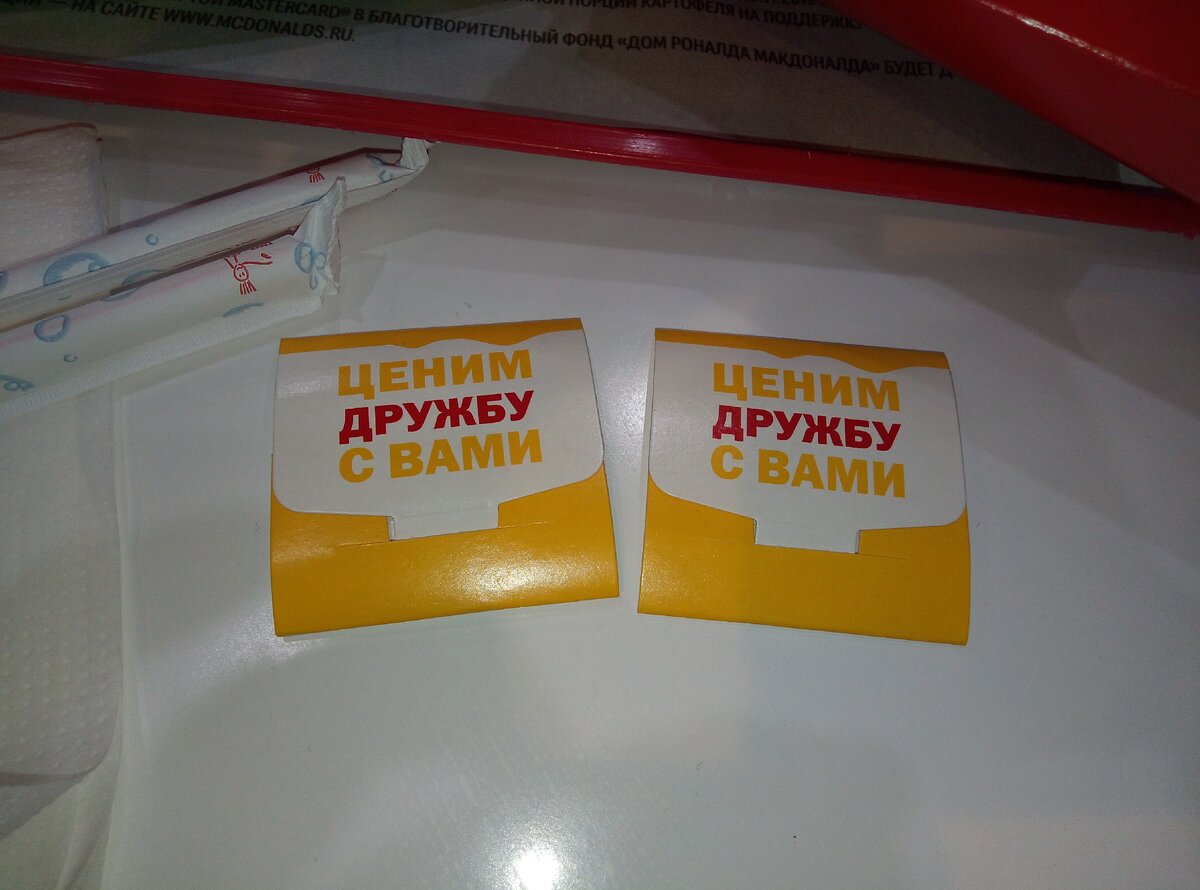 MASTERCARD® В БЛАГОТВОРИТЕЛЬНЫЙ ФОНД «ДОМ РОНАЛДА МАКДОНАЛДА» БУДЕТ
ПОРЦИИ КАРТОФЕЛЯ НА ПОДДЕРЖКУ
— НА САЙТЕ WWW.MCDONALDS.RU.
ЦЕНИМ
ДРУЖБУ
С ВАМИ
ЦЕНИМ
ДРУЖБУ
С ВАМИ